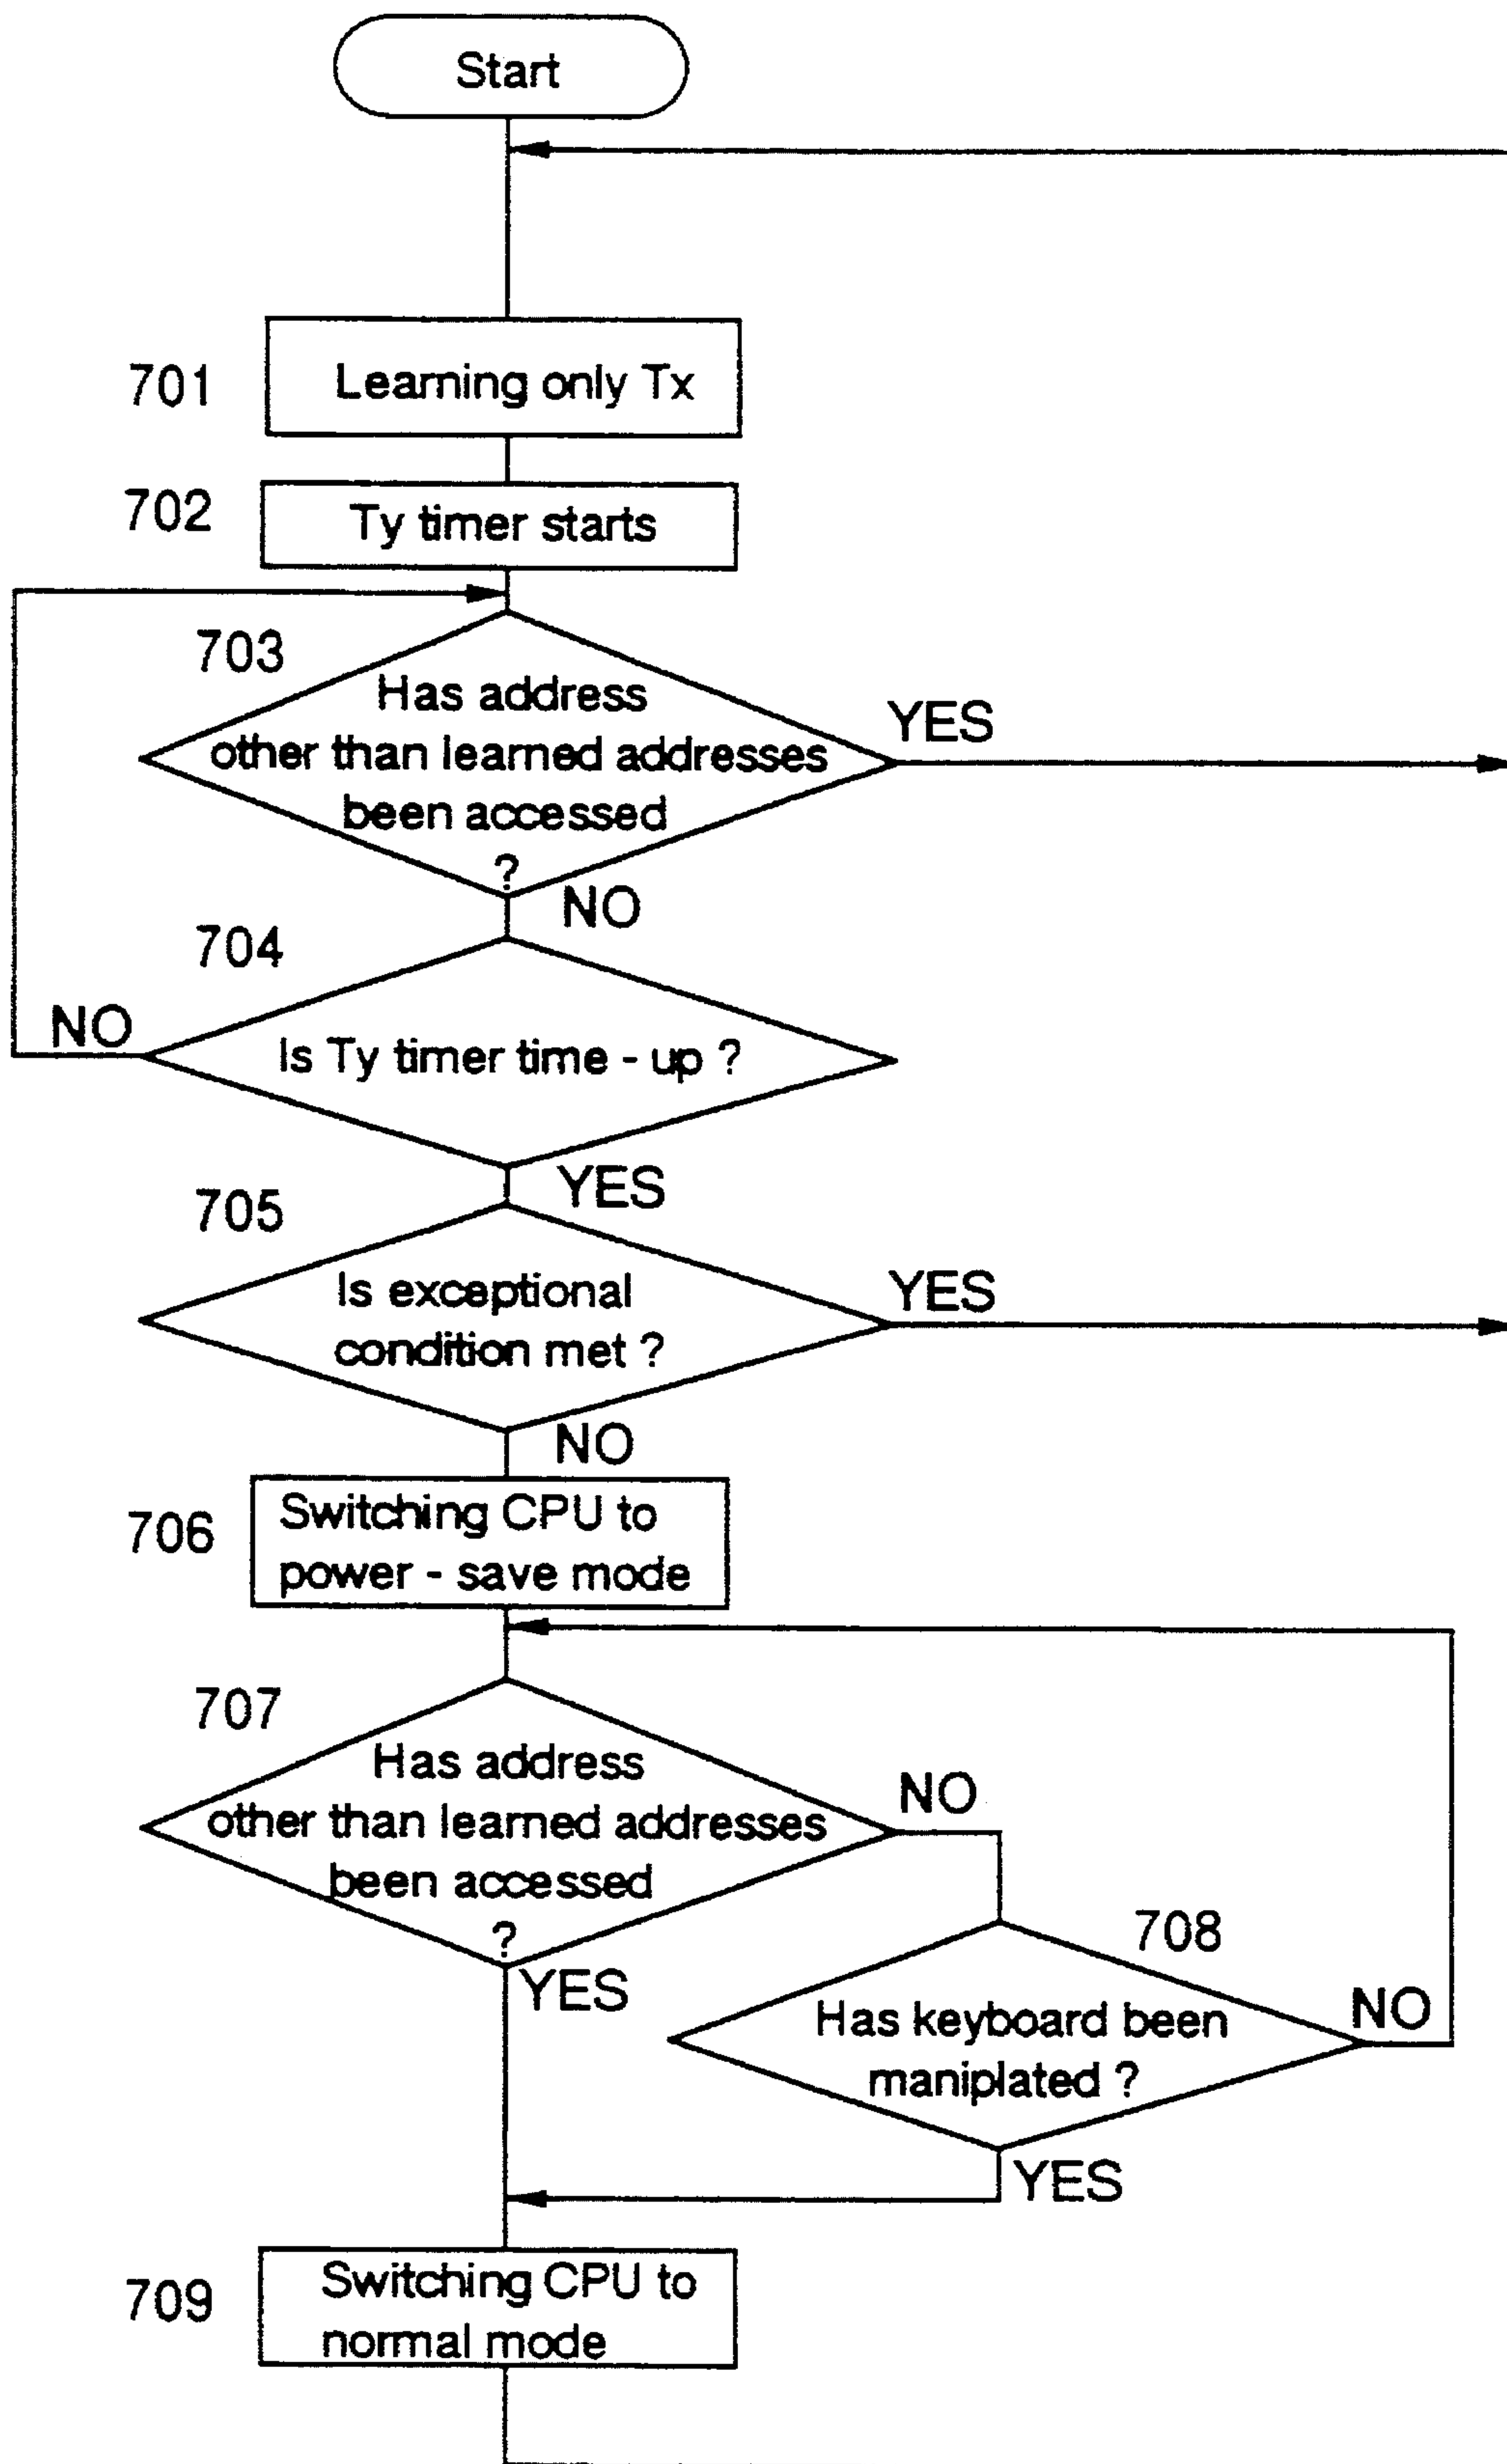 Start
701
Learning only Tx
702
Ty timer starts
703
Has address
other than learned addresses
been accessed
?
YES
NO
704
Is Ty timer time - up ?
NO
YES
705
Is exceptional
condition met ?
YES
NO
706
Switching CPU to
power - save mode
707
Has address
other than learned addresses
been accessed
?
NO
YES
708
Has keyboard been
maniplated ?
NO
YES
709
Switching CPU to
normal mode